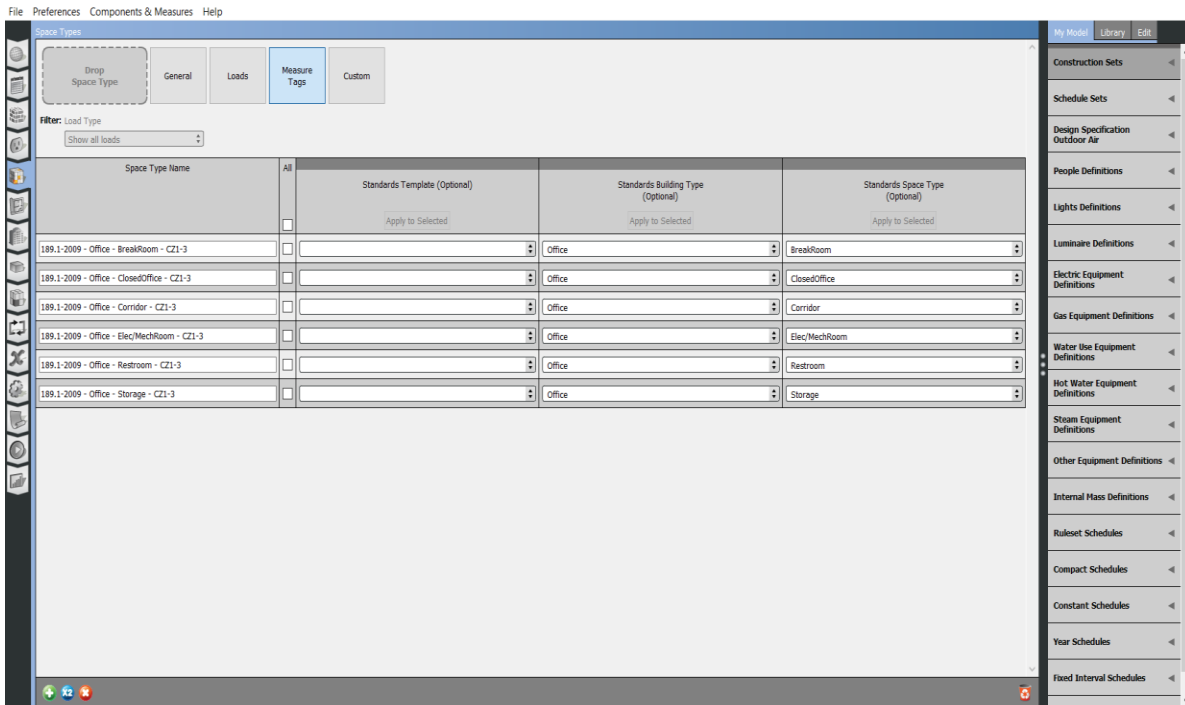 File Preferences Components & Measures Help
Space Types
My Model Library Edit
Drop
Space Type
General
Loads
Measure
Tags
Custom
Filter: Load Type
Show all loads
Space Type Name
All
Standards Template (Optional)
Apply to Selected
Standards Building Type
(Optional)
Apply to Selected
Standards Space Type
(Optional)
Apply to Selected
189.1-2009 - Office - BreakRoom - CZ1-3 Office BreakRoom
189.1-2009 - Office - ClosedOffice - CZ1-3 Office ClosedOffice
189.1-2009 - Office - Corridor - CZ1-3 Office Corridor
189.1-2009 - Office - Elec/MechRoom - CZ1-3 Office Elec/MechRoom
189.1-2009 - Office - Restroom - CZ1-3 Office Restroom
189.1-2009 - Office - Storage - CZ1-3 Office Storage
Construction Sets
Schedule Sets
Design Specification
Outdoor Air
People Definitions
Lights Definitions
Luminaire Definitions
Electric Equipment
Definitions
Gas Equipment Definitions
Water Use Equipment
Definitions
Hot Water Equipment
Definitions
Steam Equipment
Definitions
Other Equipment Definitions
Internal Mass Definitions
Ruleset Schedules
Compact Schedules
Constant Schedules
Year Schedules
Fixed Interval Schedules
x2